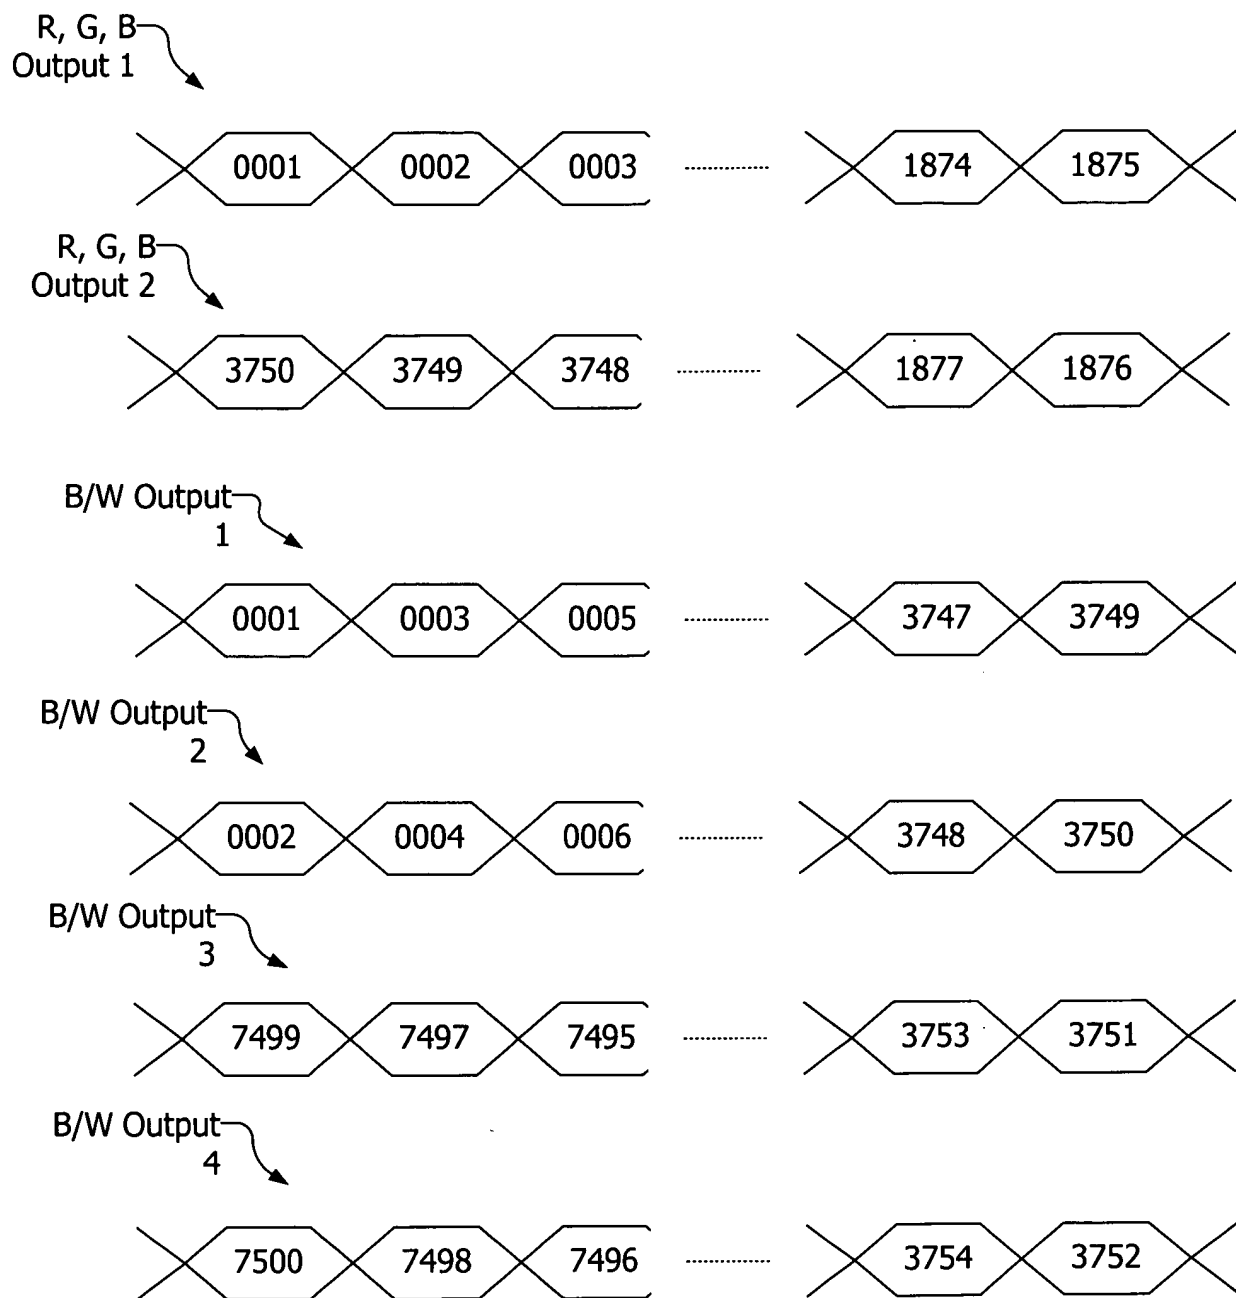 R, G, B
Output 1
0001 0002 0003 1874 1875
R, G, B
Output 2
3750 3749 3748 1877 1876
B/W Output
1
0001 0003 0005 3747 3749
B/W Output
2
0002 0004 0006 3748 3750
B/W Output
3
7499 7497 7495 3753 3751
B/W Output
4
7500 7498 7496 3754 3752